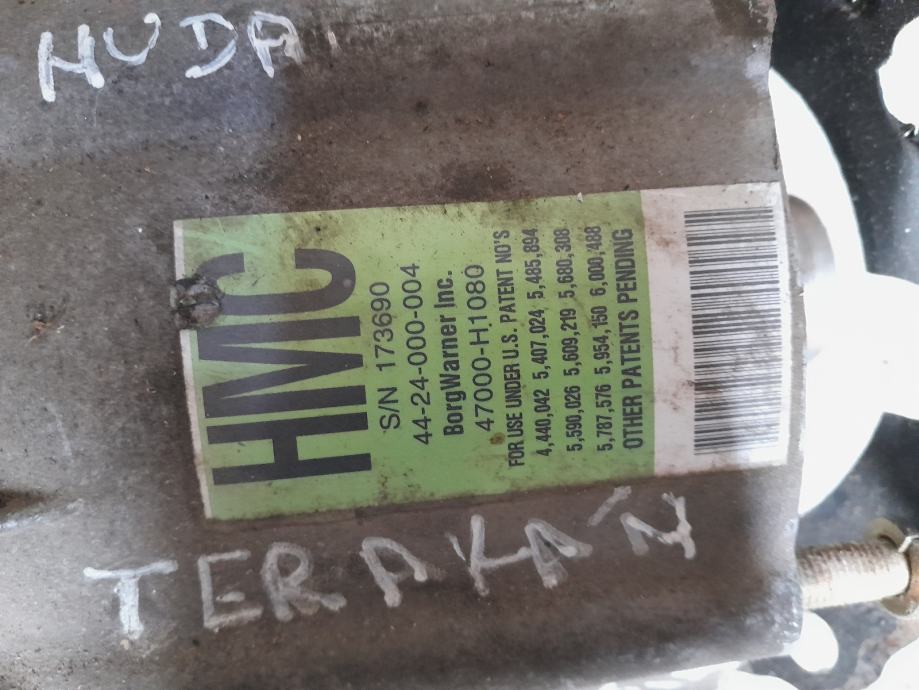 HUDA
HMC
S/N 173690
44-24-000-004
BorgWarner Inc.
47000-H1080
FOR USE UNDER U.S. PATENT NO'S
4,440,042 5,407,024 5,485,894
5,590,026 5,609,219 5,680,308
5,787,576 5,954,150 6,000,488
OTHER PATENTS PENDING
TERAKÁN